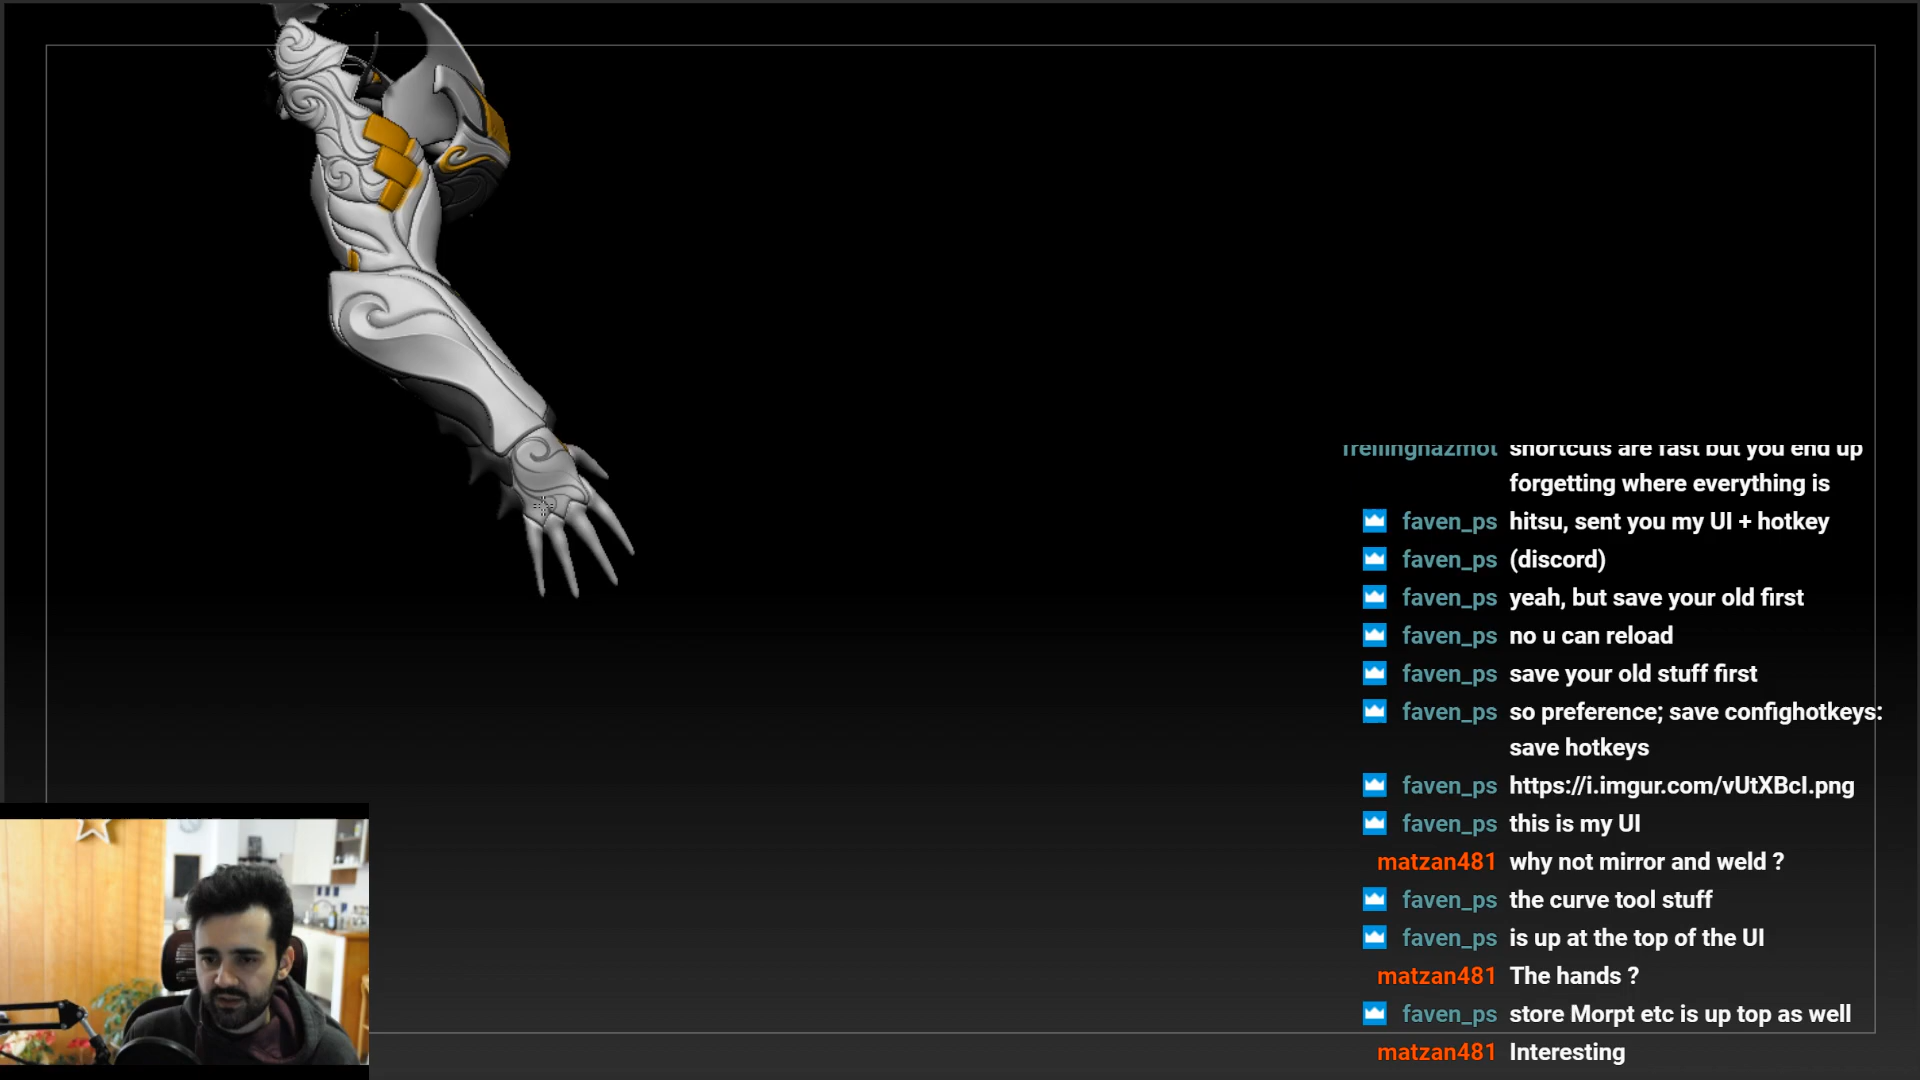 shortcuts are fast but you end up
forgetting where everything is
faven_ps hitsu, sent you my UI + hotkey
faven_ps (discord)
faven_ps yeah, but save your old first
faven_ps no u can reload
faven_ps save your old stuff first
faven_ps so preference; save confighotkeys:
save hotkeys
faven_ps https://i.imgur.com/vUtXBcI.png
faven_ps this is my UI
matzan481 why not mirror and weld ?
faven_ps the curve tool stuff
faven_ps is up at the top of the UI
matzan481 The hands ?
faven_ps store Morpt etc is up top as well
matzan481 Interesting